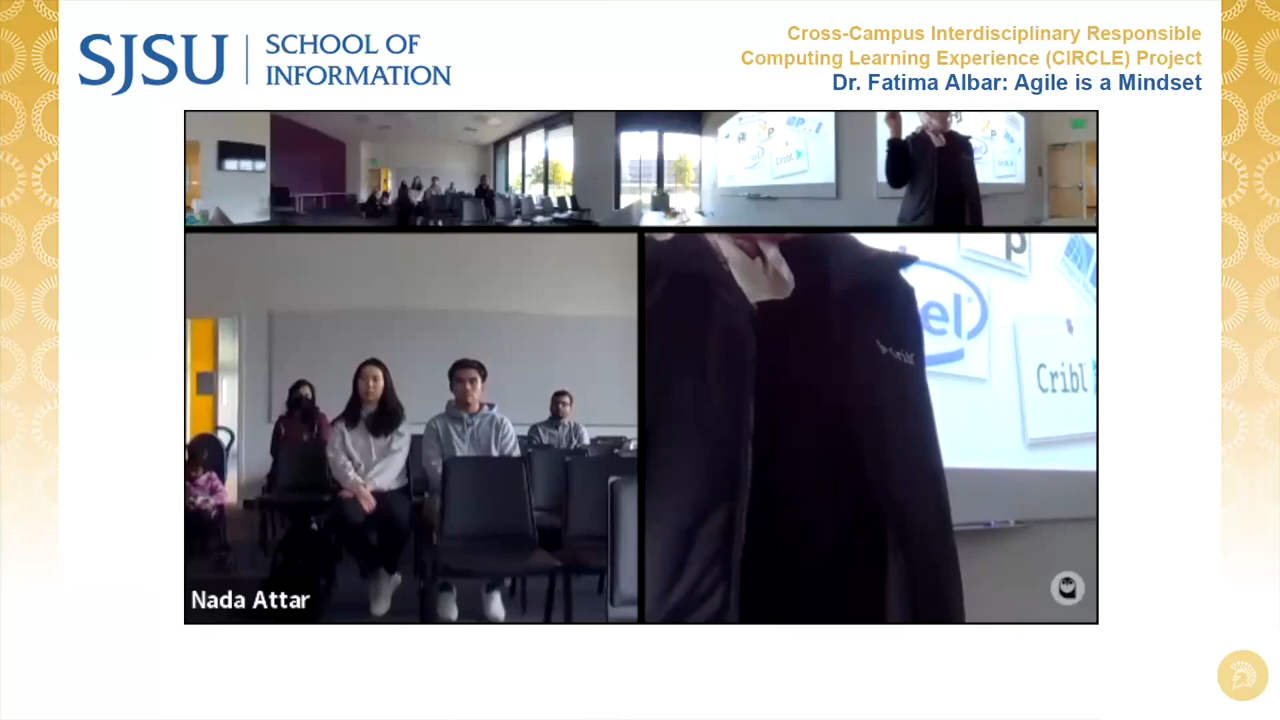 SJSU
SCHOOL OF
INFORMATION
Cross-Campus Interdisciplinary Responsible
Computing Learning Experience (CIRCLE) Project
Dr. Fatima Albar: Agile is a Mindset
Cribl
Nada Attar